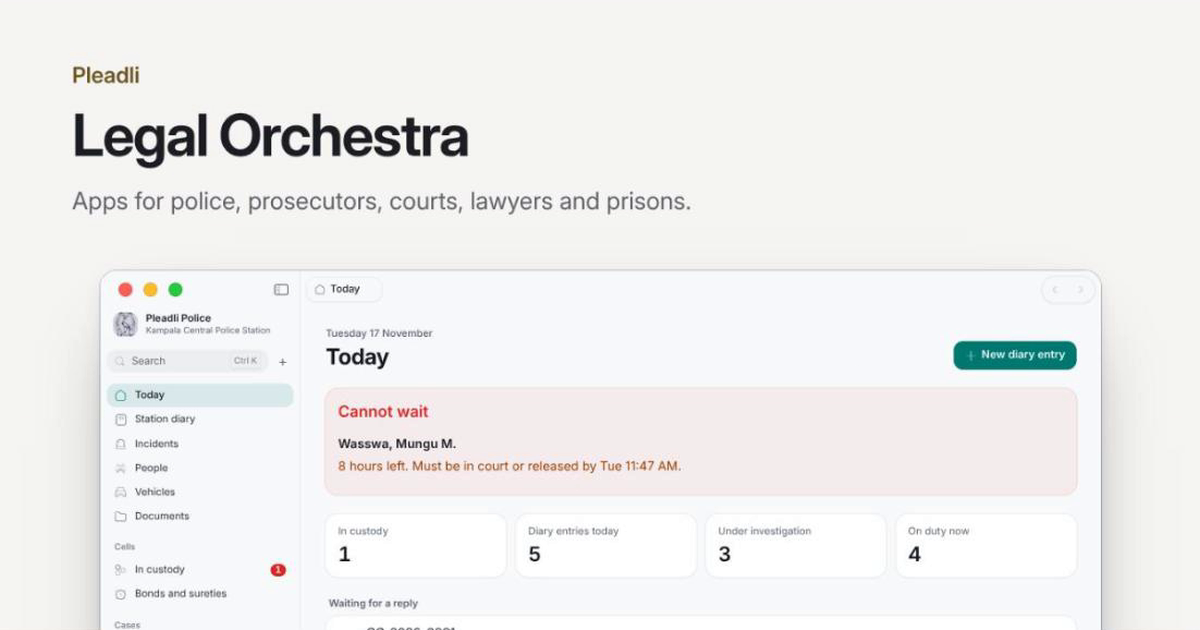 Pleadli
Legal Orchestra
Apps for police, prosecutors, courts, lawyers and prisons.
Today
Pleadli Police
Kampala Central Police Station
Search
Ctrl K
+
Tuesday 17 November
Today
+ New diary entry
Today
Station diary
Incidents
People
Vehicles
Documents
Cells
In custody
1
Bonds and sureties
Cases
Cannot wait
Wasswa, Mungu M.
8 hours left. Must be in court or released by Tue 11:47 AM.
In custody
1
Diary entries today
5
Under investigation
3
On duty now
4
Waiting for a reply